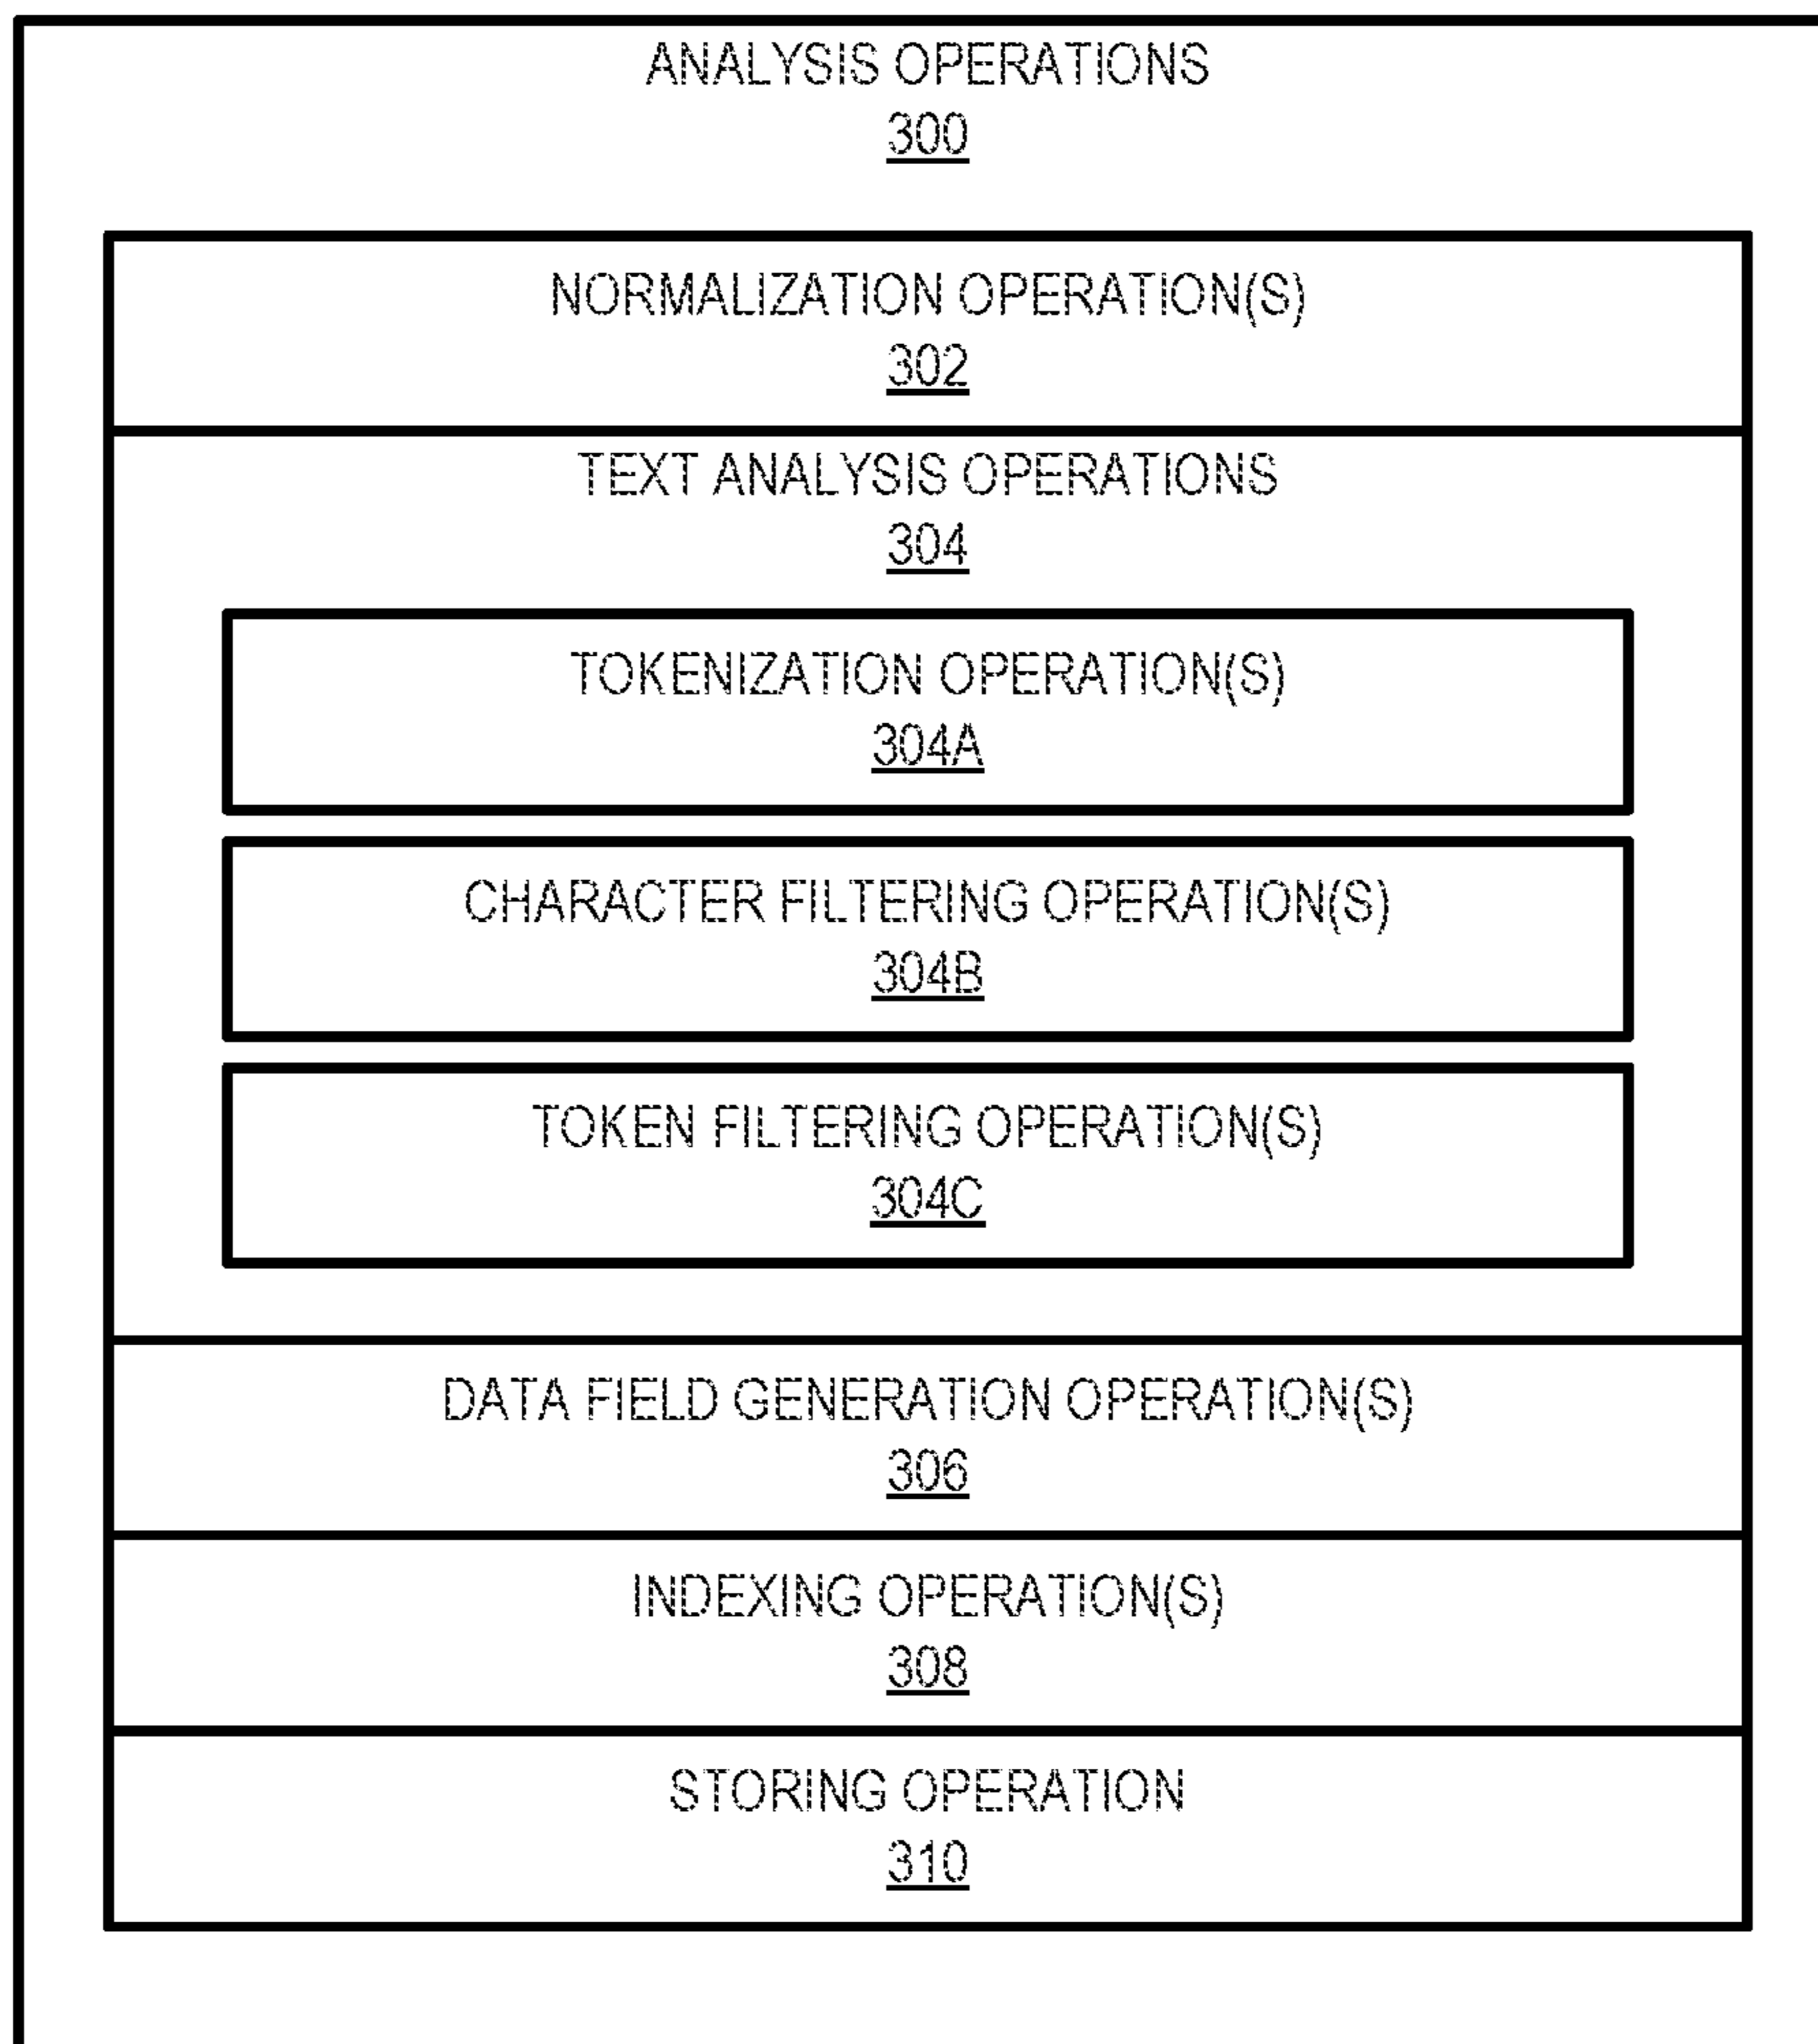 ANALYSIS OPERATIONS
300
NORMALIZATION OPERATION(S)
302
TEXT ANALYSIS OPERATIONS
304
TOKENIZATION OPERATION(S)
304A
CHARACTER FILTERING OPERATION(S)
304B
TOKEN FILTERING OPERATION(S)
304C
DATA FIELD GENERATION OPERATION(S)
306
INDEXING OPERATION(S)
308
STORING OPERATION
310